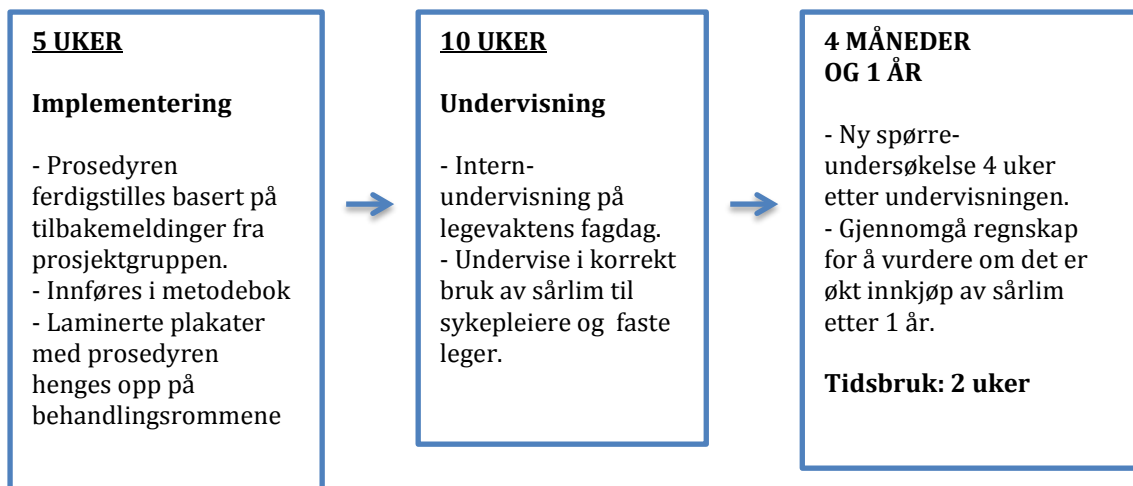 5 UKER
Implementering
- Prosedyren
ferdigstilles basert på
tilbakemeldinger fra
prosjektgruppen.
- Innføres i metodebok
- Laminerte plakater
med prosedyren
henges opp på
behandlingsrommene
10 UKER
Undervisning
- Intern-
undervisning på
legevaktens fagdag.
- Undervise i korrekt
bruk av sårlim til
sykepleiere og  faste
leger.
4 MÅNEDER
OG 1 ÅR
- Ny spørre-
undersøkelse 4 uker
etter undervisningen.
- Gjennomgå regnskap
for å vurdere om det er
økt innkjøp av sårlim
etter 1 år.
Tidsbruk: 2 uker